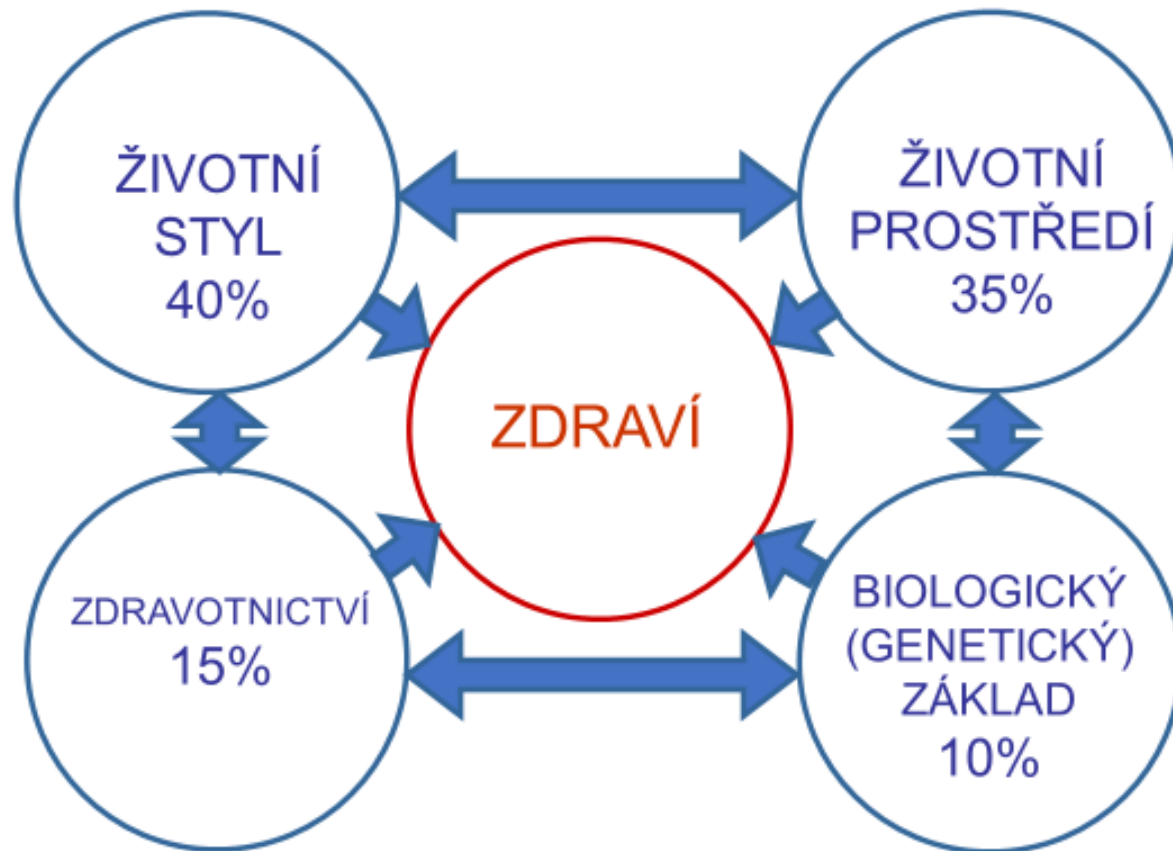 ŽIVOTNÍ
STYL
40%
ŽIVOTNÍ
PROSTŘEDÍ
35%
ZDRAVÍ
ZDRAVOTNICTVÍ
15%
BIOLOGICKÝ
(GENETICKÝ)
ZÁKLAD
10%